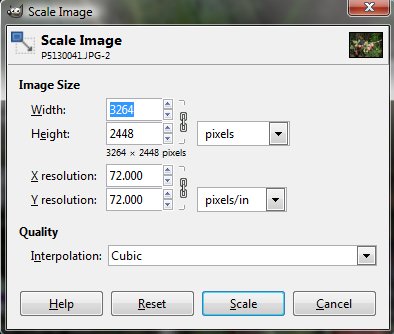 Scale Image
Scale Image
P5130041.JPG-2
Image Size
Width: 3264
Height: 2448 pixels
3264 × 2448 pixels
X resolution: 72.000
Y resolution: 72.000 pixels/in
Quality
Interpolation: Cubic
Help Reset Scale Cancel